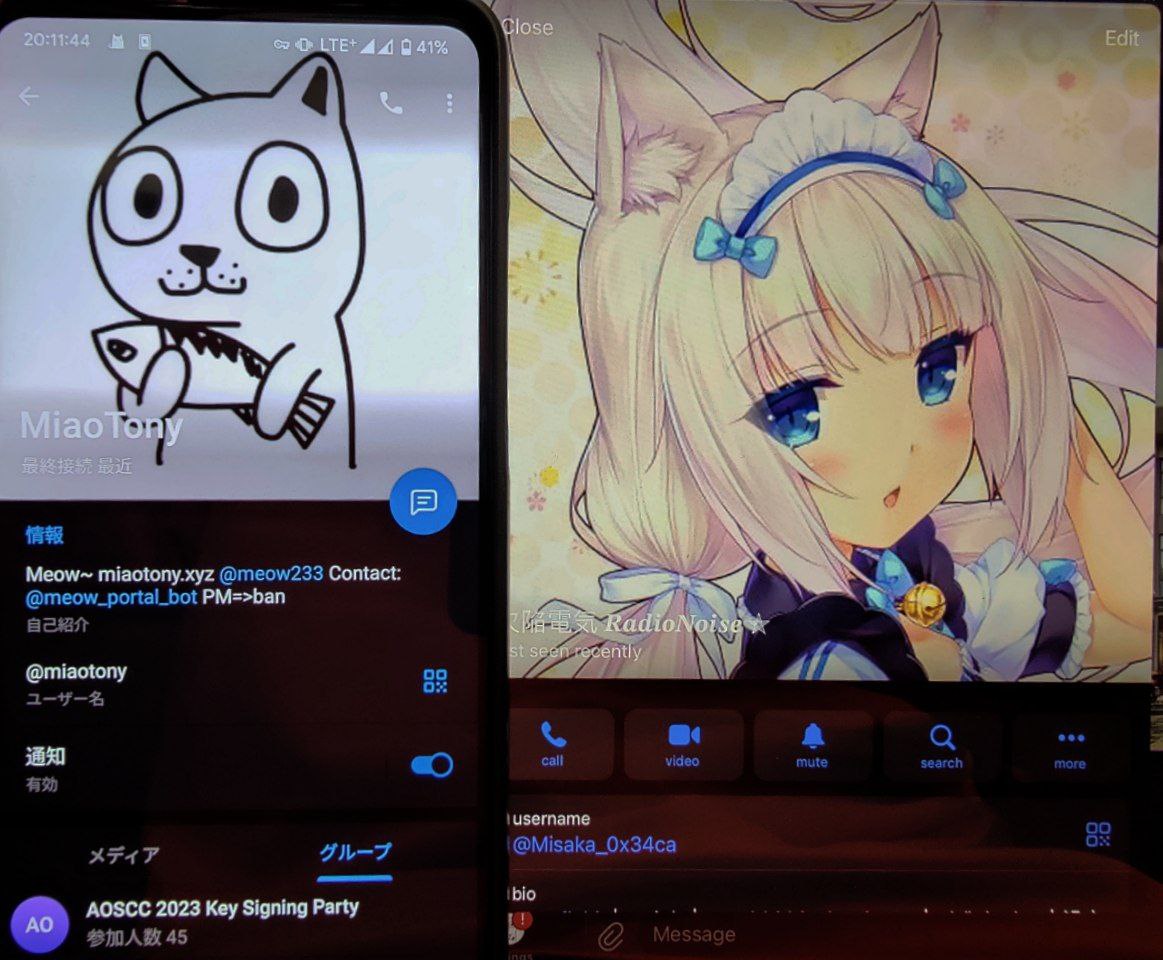 20:11:44
LTE+
41%
MiaoTony
最終接続 最近
情報
Meow~ miaotony.xyz @meow233 Contact:
@meow_portal_bot PM=>ban
自己紹介
@miaotony
ユーザー名
通知
有効
メディア
グループ
AO
AOSCC 2023 Key Signing Party
参加人数 45
Close
Edit
陥電気 RadioNoise☆
st seen recently
call
video
mute
search
more
username
@Misaka_0x34ca
bio
Message